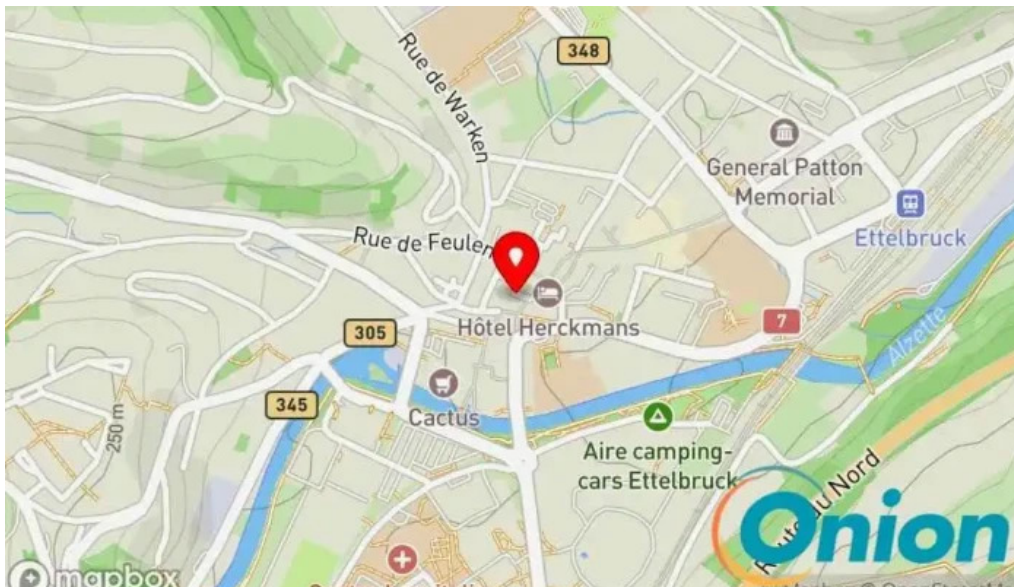 348
Rue de Warken
General Patton
Memorial
Ettelbruck
Rue de Feulen
Hôtel Herckmans
7
305
Alzette
345
Cactus
250 m
Aire camping-
cars Ettelbruck
Route du Nord
Onion
mapbox